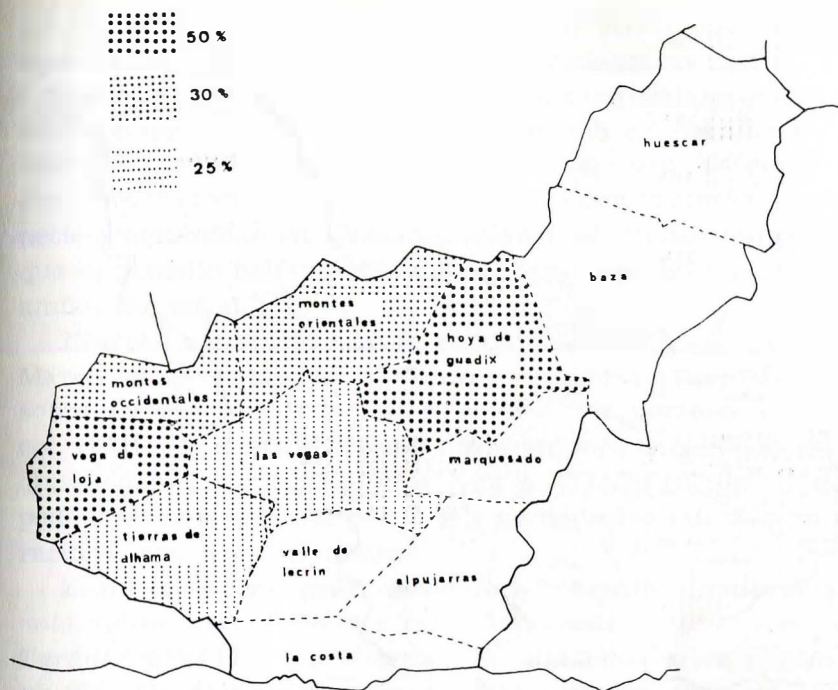 50 %
30 %
25 %
huescar
baza
montes
orientales
hoya de
guadix
montes
occidentales
vega de
loja
las vegas
marquesado
tierras de
alhama
valle de
lecrin
alpujarras
la costa